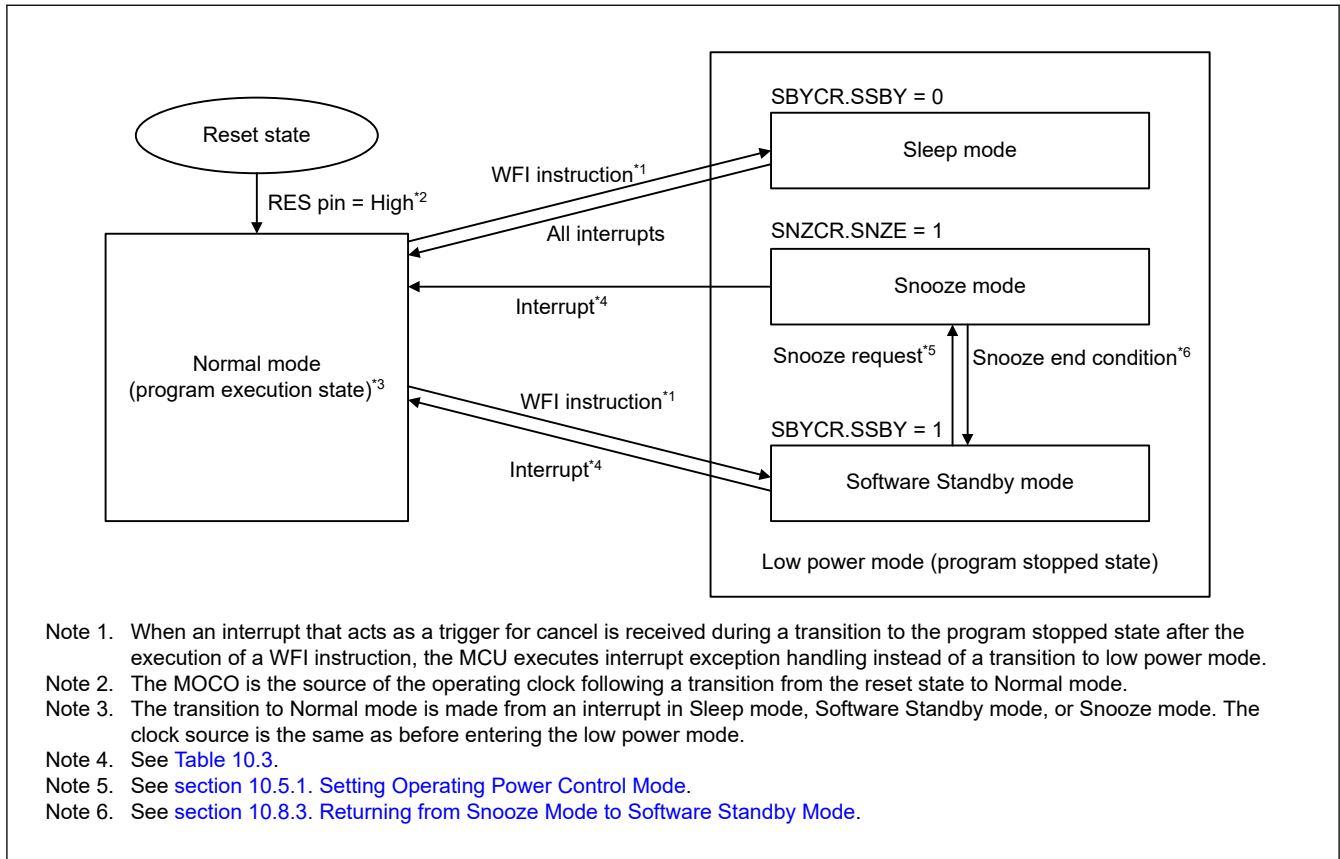 SBYCR.SSBY = 0
Reset state
Sleep mode
WFI instruction*1
RES pin = High*2
All interrupts
SNZCR.SNZE = 1
Snooze mode
Interrupt*4
Normal mode
(program execution state)*3
Snooze request*5
Snooze end condition*6
WFI instruction*1
SBYCR.SSBY = 1
Interrupt*4
Software Standby mode
Low power mode (program stopped state)
Note 1. When an interrupt that acts as a trigger for cancel is received during a transition to the program stopped state after the
execution of a WFI instruction, the MCU executes interrupt exception handling instead of a transition to low power mode.
Note 2. The MOCO is the source of the operating clock following a transition from the reset state to Normal mode.
Note 3. The transition to Normal mode is made from an interrupt in Sleep mode, Software Standby mode, or Snooze mode. The
clock source is the same as before entering the low power mode.
Note 4. See Table 10.3.
Note 5. See section 10.5.1. Setting Operating Power Control Mode.
Note 6. See section 10.8.3. Returning from Snooze Mode to Software Standby Mode.